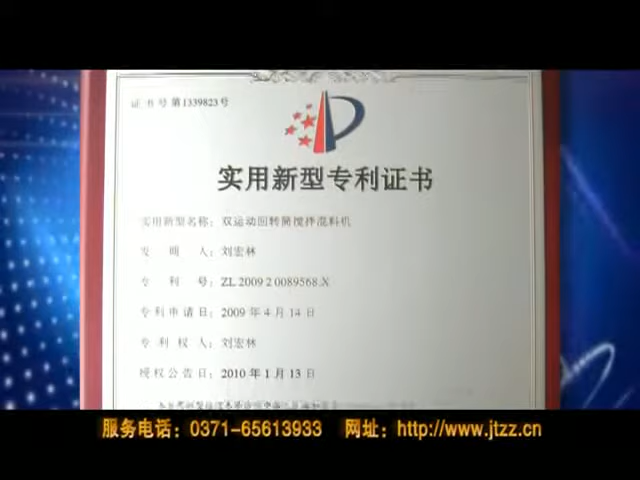 证书号第1339823号
实用新型专利证书
实用新型名称：双运动回转筒搅拌混料机
发明人：刘宏林
专利号：ZL 2009 2 0089568.X
专利申请日：2009年4月14日
专利权人：刘宏林
授权公告日：2010年1月13日
服务电话：0371-65613933 网址：http://www.jtzz.cn